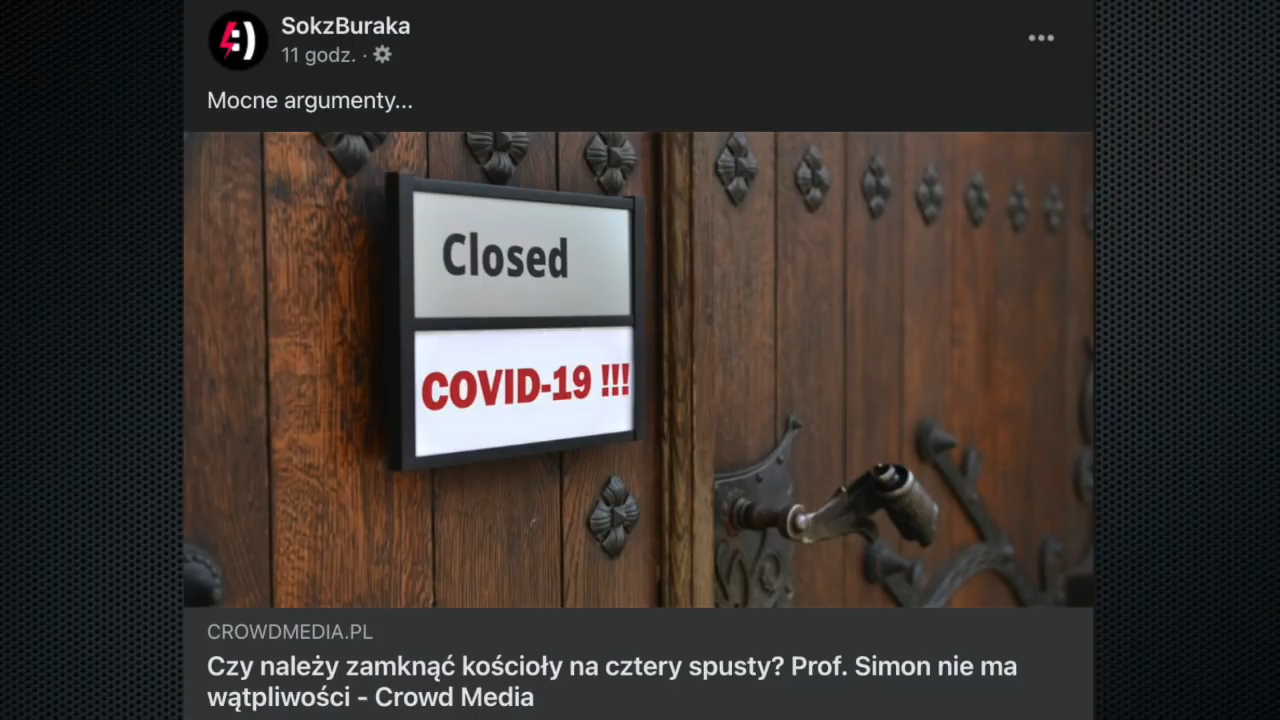 SokzBuraka
11 godz. ·
Mocne argumenty...
Closed
COVID-19 !!!
CROWDMEDIA.PL
Czy należy zamknąć kościoły na cztery spusty? Prof. Simon nie ma
wątpliwości - Crowd Media